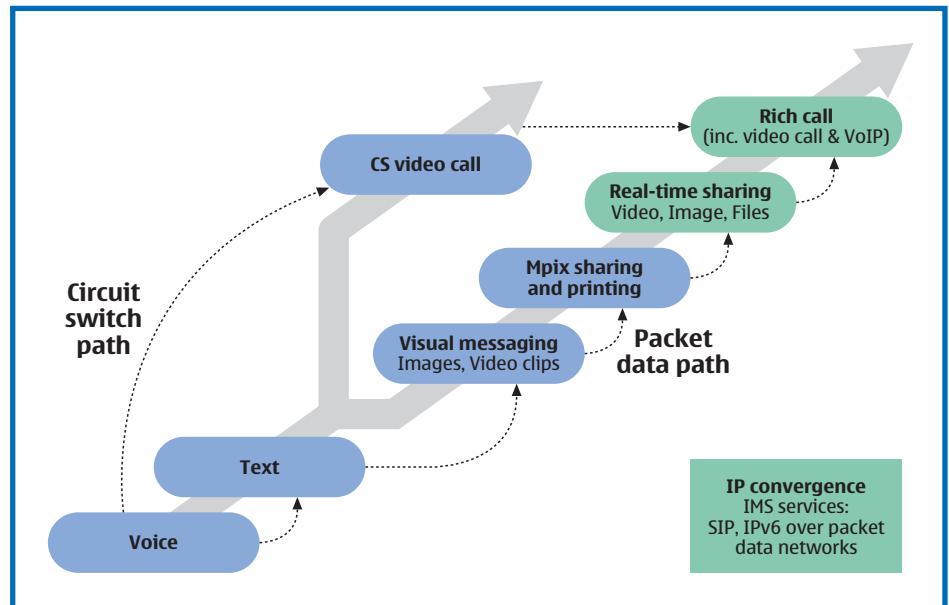 Rich call
(inc. video call & VoIP)
CS video call
Real-time sharing
Video, Image, Files
Mpix sharing
and printing
Circuit
switch
path
Visual messaging
Images, Video clips
Packet
data path
Text
Voice
IP convergence
IMS services:
SIP, IPv6 over packet
data networks